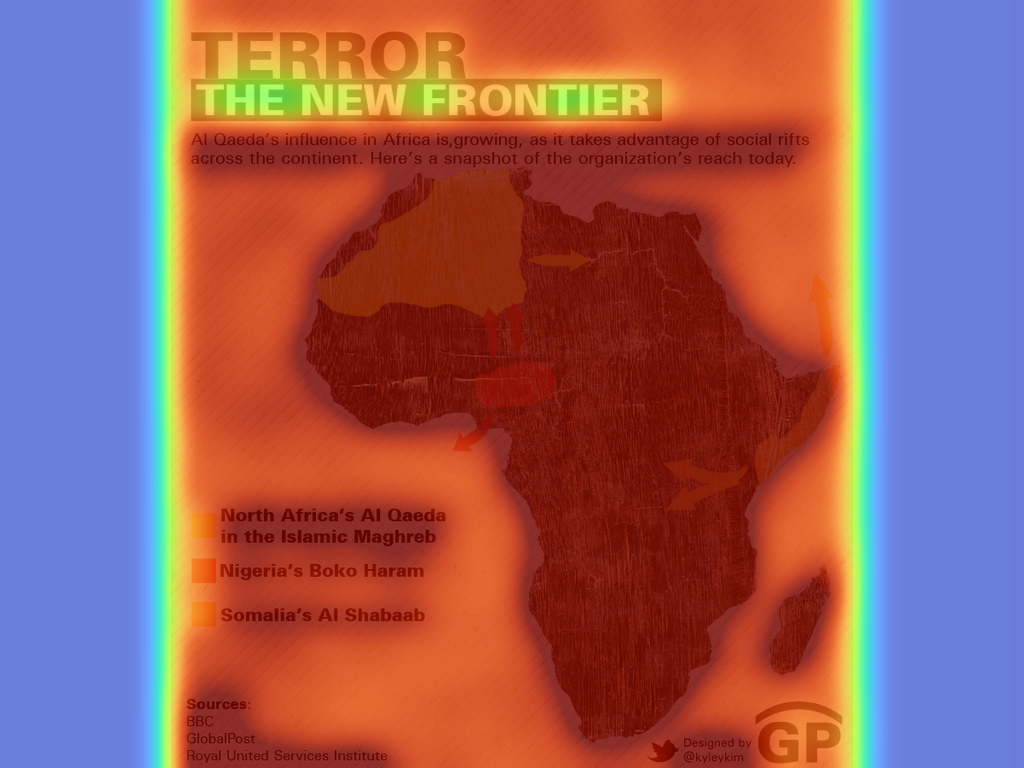 TERROR
THE NEW FRONTIER
Al Qaeda's influence in Africa is,growing, as it takes advantage of social rifts
across the continent. Here's a snapshot of the organization's reach today.
North Africa's Al Qaeda
in the Islamic Maghreb
Nigeria's Boko Haram
Somalia's Al Shabaab
Sources:
BBC
GlobalPost
Royal United Services Institute
Designed by
@kyleykim
GP